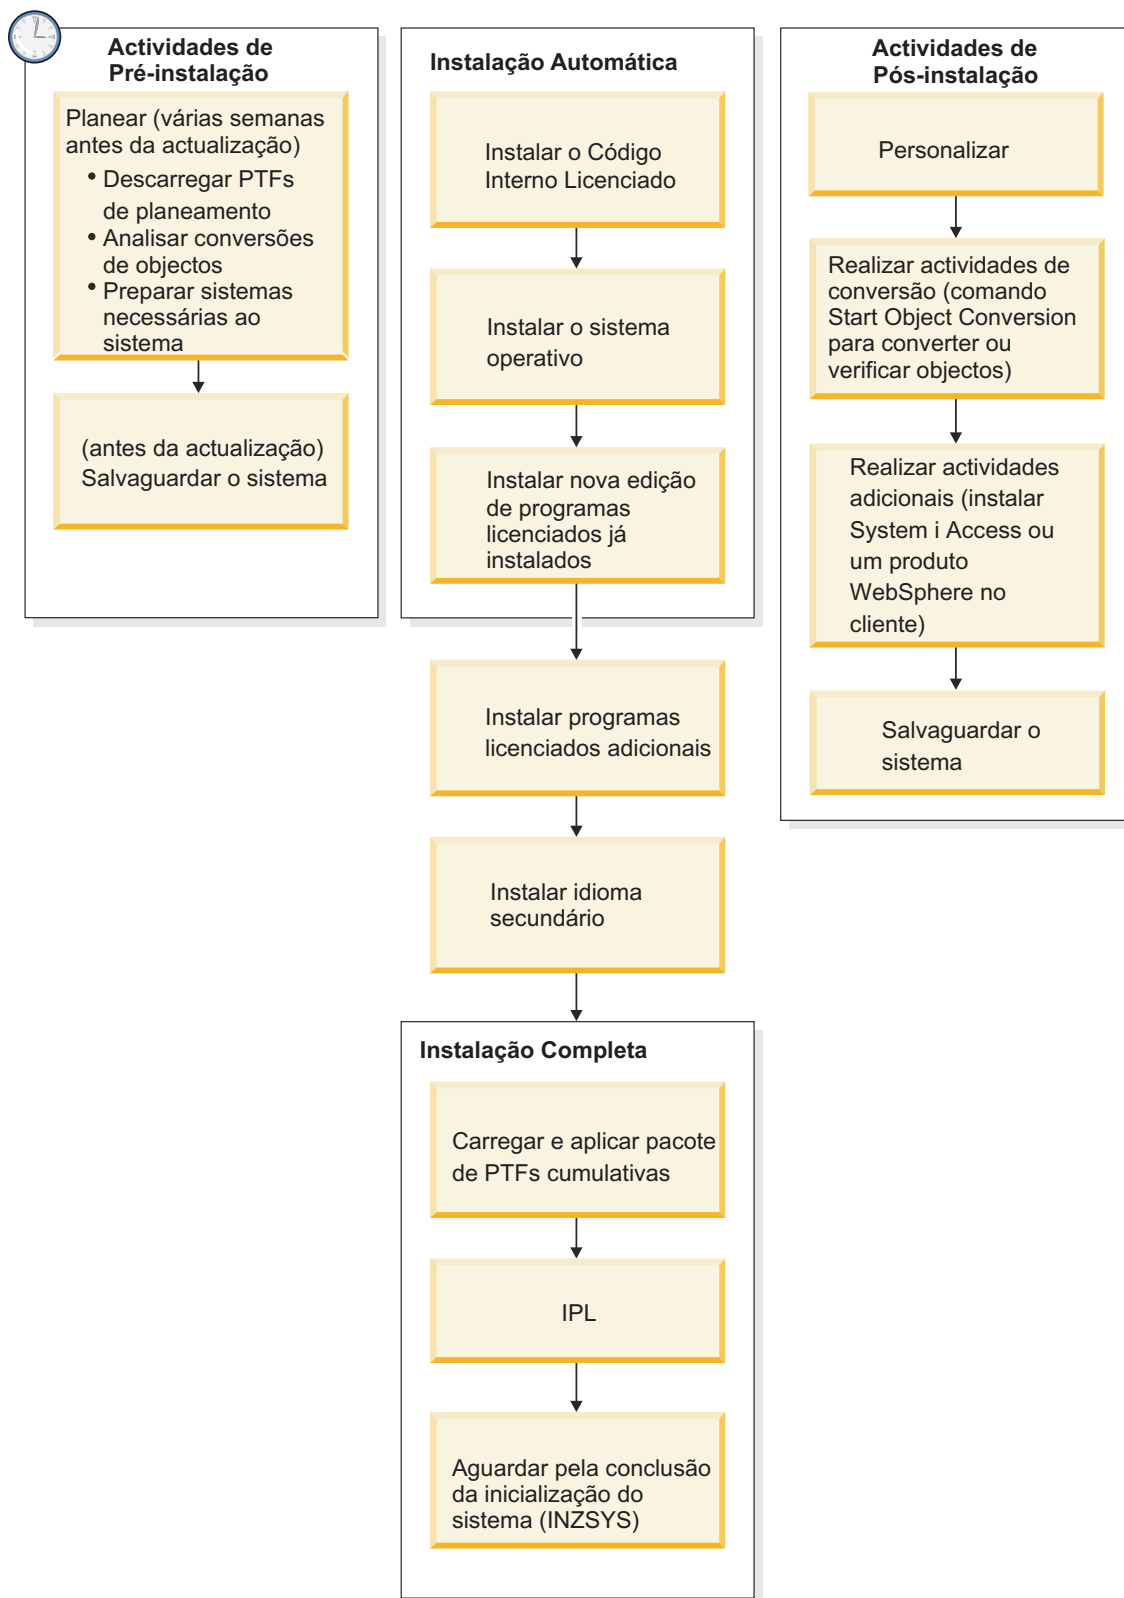 Actividades de
Pré-instalação
Planear (várias semanas
antes da actualização)
• Descarregar PTFs
de planeamento
• Analisar conversões
de objectos
• Preparar sistemas
necessárias ao
sistema
(antes da actualização)
Salvaguardar o sistema
Instalação Automática
Instalar o Código
Interno Licenciado
Instalar o sistema
operativo
Instalar nova edição
de programas
licenciados já
instalados
Instalar programas
licenciados adicionais
Instalar idioma
secundário
Instalação Completa
Carregar e aplicar pacote
de PTFs cumulativas
IPL
Aguardar pela conclusão
da inicialização do
sistema (INZSYS)
Actividades de
Pós-instalação
Personalizar
Realizar actividades de
conversão (comando
Start Object Conversion
para converter ou
verificar objectos)
Realizar actividades
adicionais (instalar
System i Access ou
um produto
WebSphere no
cliente)
Salvaguardar o
sistema